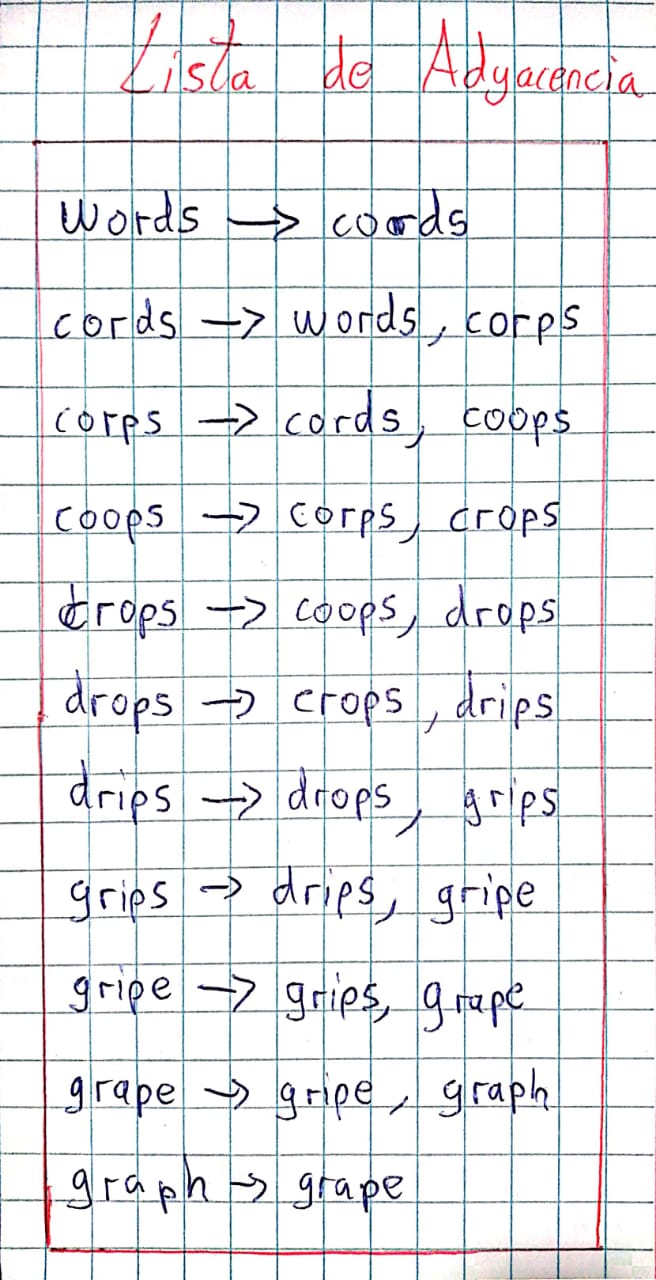 Lista de Adyacencia
words → cords
cords → words, corps
corps → cords, coops
coops → corps, crops
crops → coops, drops
drops → crops, drips
drips → drops, grips
grips → drips, gripe
gripe → grips, grape
grape → gripe, graph
graph → grape